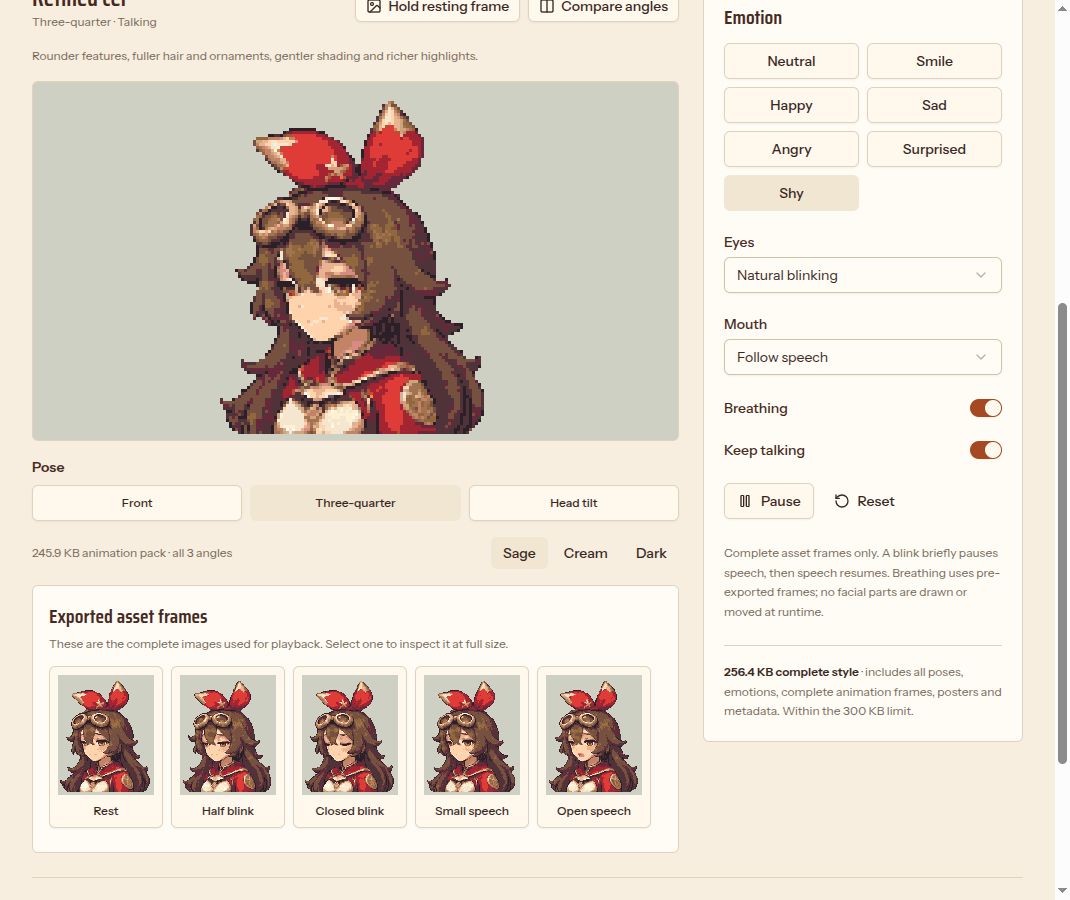 Three-quarter · Talking
Hold resting frame
Compare angles
Rounder features, fuller hair and ornaments, gentler shading and richer highlights.
Pose
Front
Three-quarter
Head tilt
245.9 KB animation pack · all 3 angles
Sage
Cream
Dark
Exported asset frames
These are the complete images used for playback. Select one to inspect it at full size.
Rest
Half blink
Closed blink
Small speech
Open speech
Emotion
Neutral
Smile
Happy
Sad
Angry
Surprised
Shy
Eyes
Natural blinking
Mouth
Follow speech
Breathing
Keep talking
Pause
Reset
Complete asset frames only. A blink briefly pauses
speech, then speech resumes. Breathing uses pre-
exported frames; no facial parts are drawn or
moved at runtime.
256.4 KB complete style · includes all poses,
emotions, complete animation frames, posters and
metadata. Within the 300 KB limit.